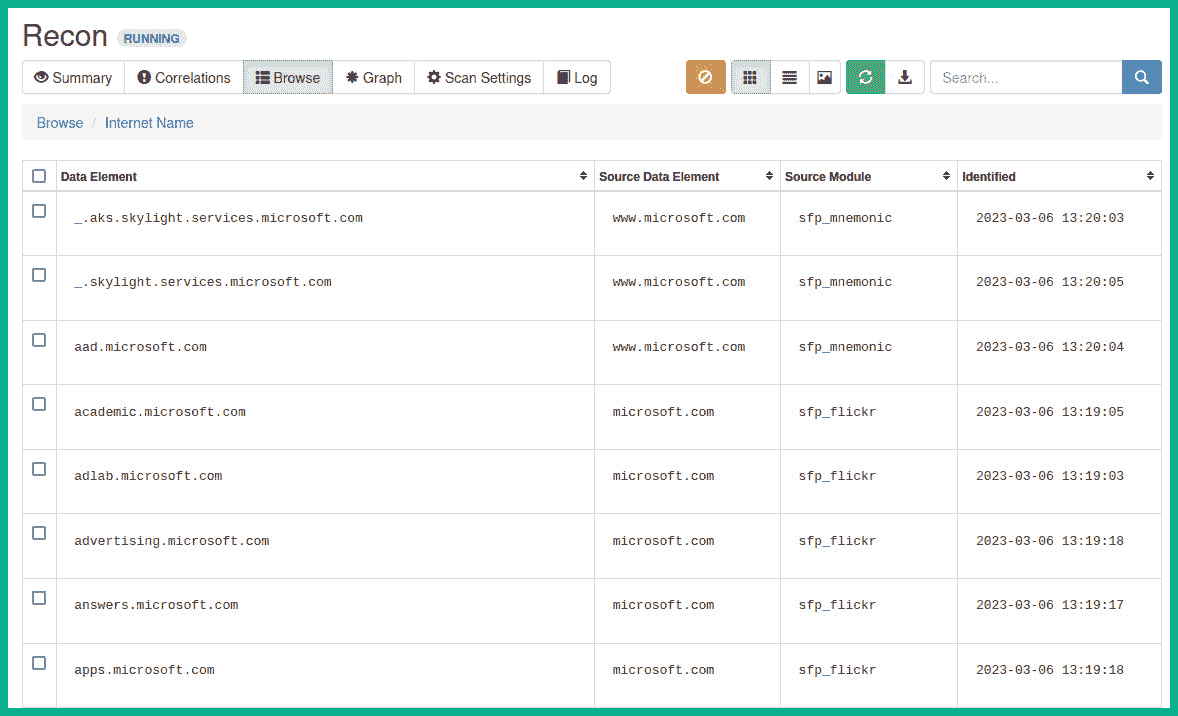 Recon RUNNING
Summary Correlations Browse Graph Scan Settings Log Search...
Browse / Internet Name
Data Element Source Data Element Source Module Identified
_.aks.skylight.services.microsoft.com www.microsoft.com sfp_mnemonic 2023-03-06 13:20:03
_.skylight.services.microsoft.com www.microsoft.com sfp_mnemonic 2023-03-06 13:20:05
aad.microsoft.com www.microsoft.com sfp_mnemonic 2023-03-06 13:20:04
academic.microsoft.com microsoft.com sfp_flickr 2023-03-06 13:19:05
adlab.microsoft.com microsoft.com sfp_flickr 2023-03-06 13:19:03
advertising.microsoft.com microsoft.com sfp_flickr 2023-03-06 13:19:18
answers.microsoft.com microsoft.com sfp_flickr 2023-03-06 13:19:17
apps.microsoft.com microsoft.com sfp_flickr 2023-03-06 13:19:18